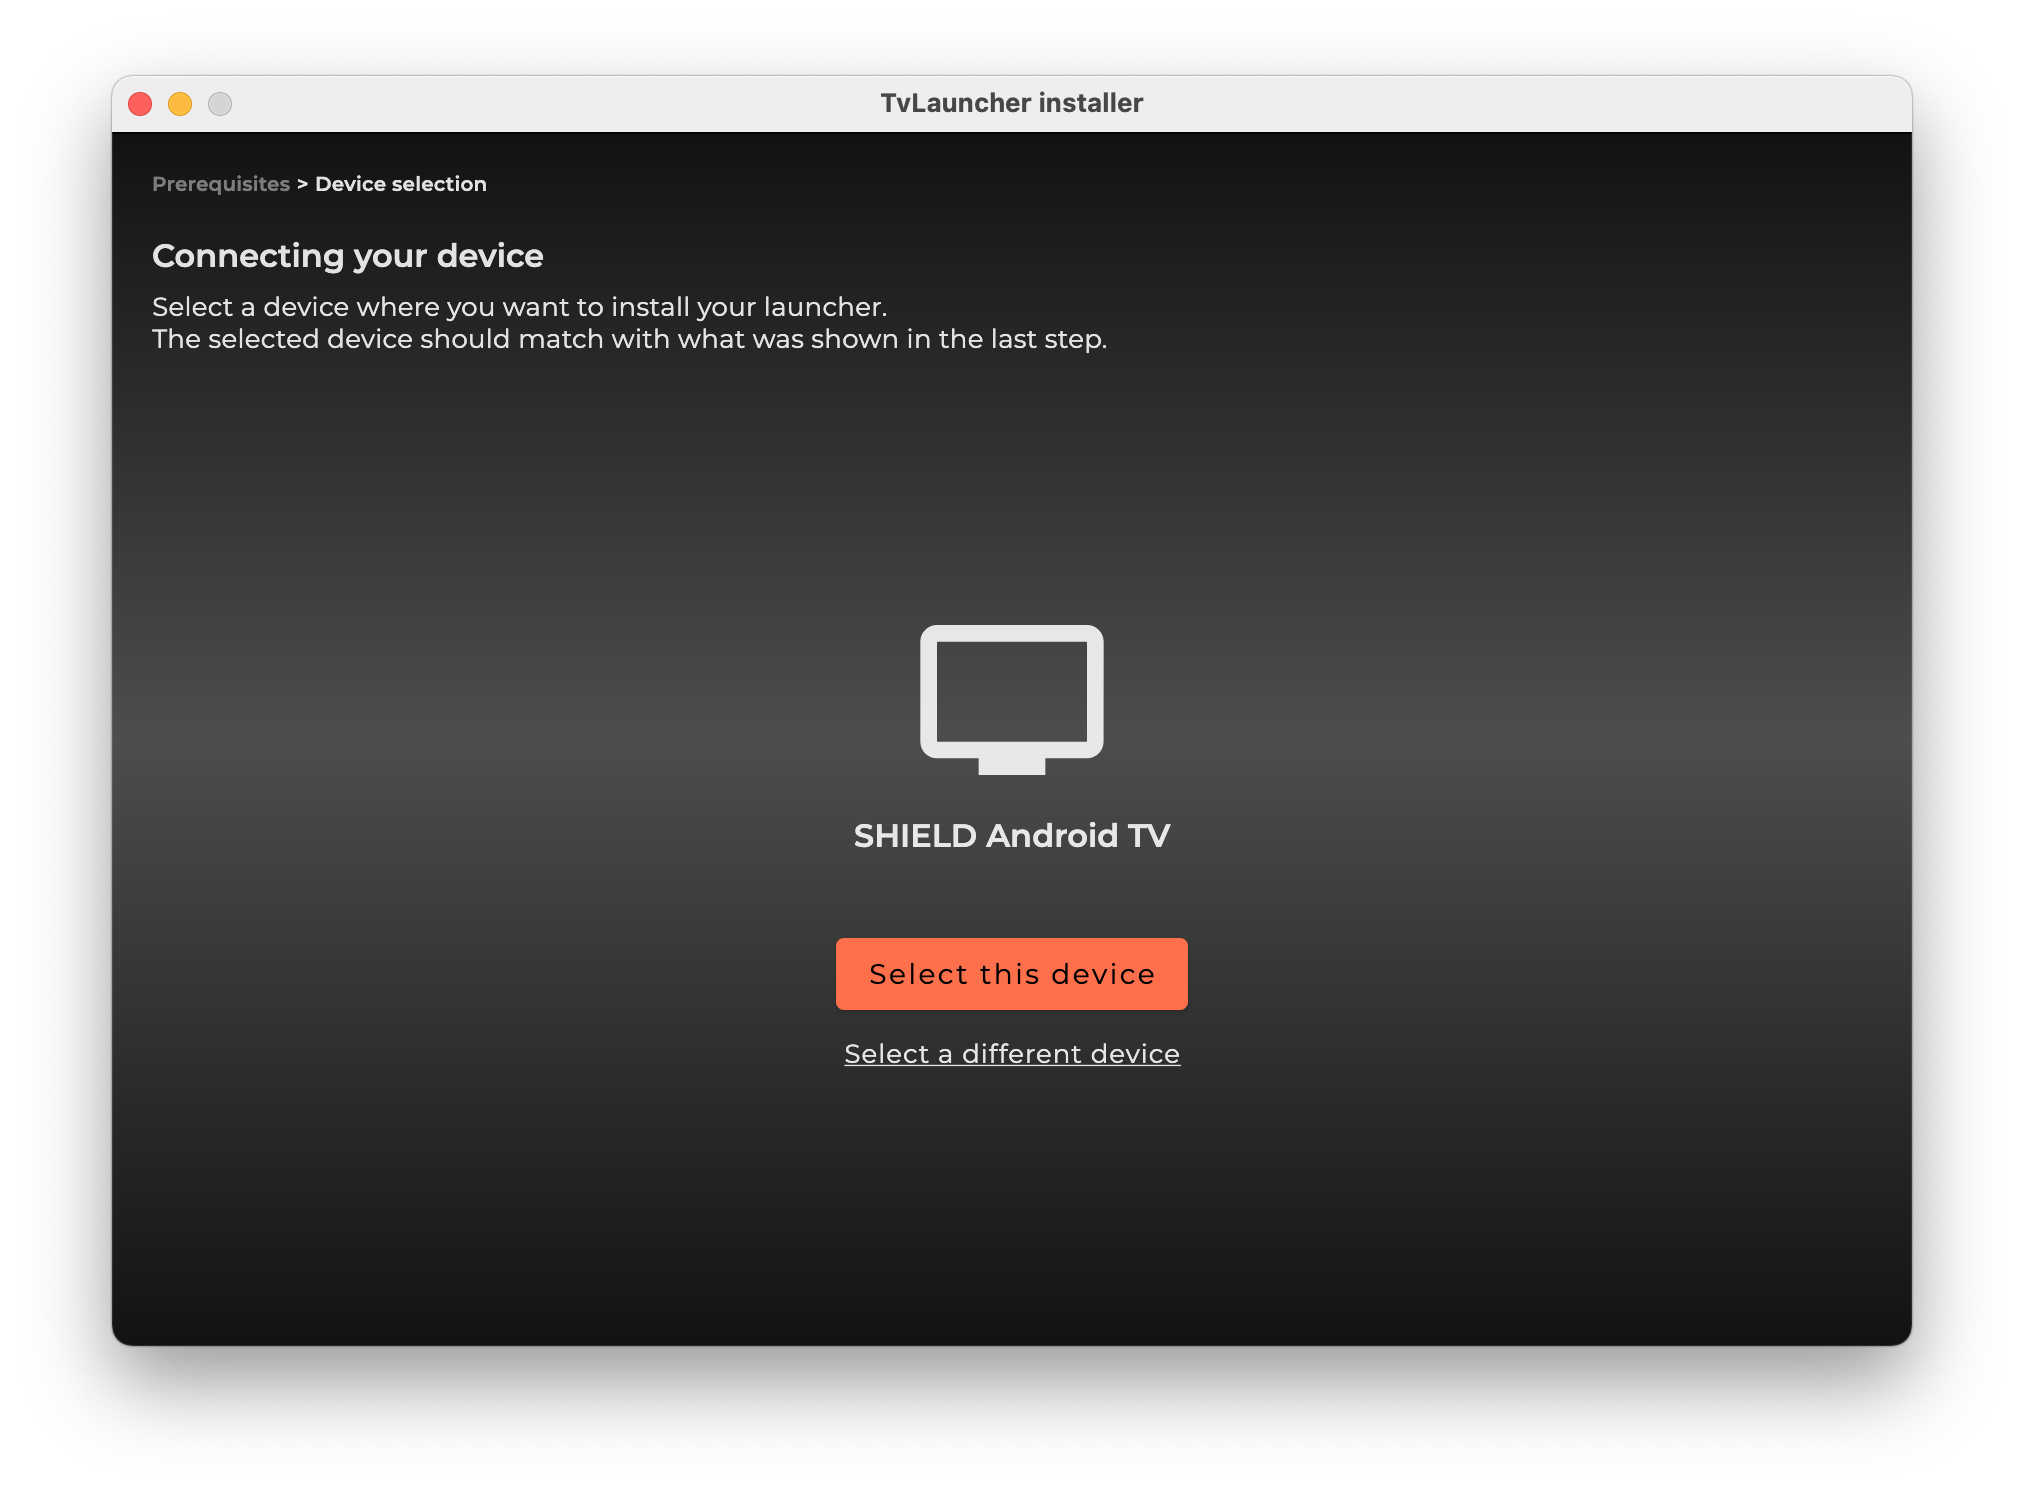 TvLauncher installer
Prerequisites > Device selection
Connecting your device
Select a device where you want to install your launcher.
The selected device should match with what was shown in the last step.
SHIELD Android TV
Select this device
Select a different device